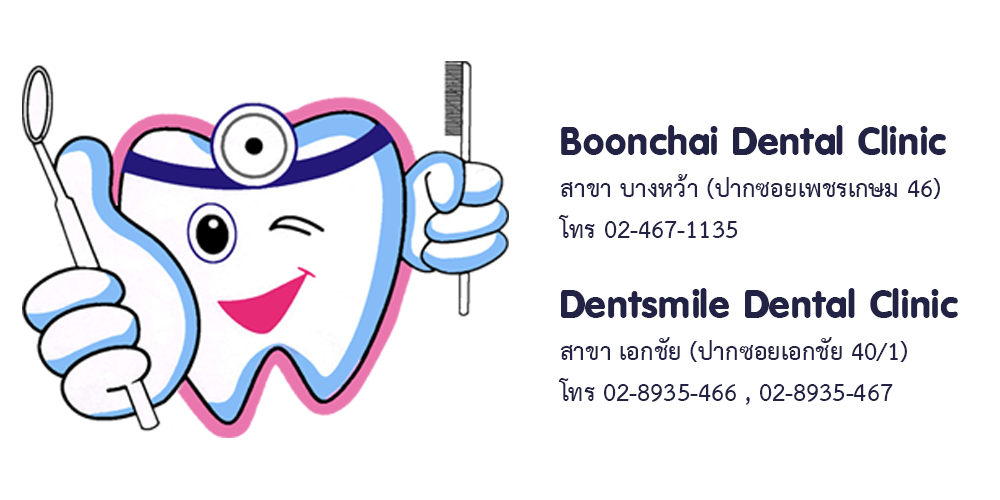 Boonchai Dental Clinic
สาขา บางหว้า (ปากซอยเพชรเกษม 46)
โทร 02-467-1135
Dentsmile Dental Clinic
สาขา เอกชัย (ปากซอยเอกชัย 40/1)
โทร 02-8935-466 , 02-8935-467